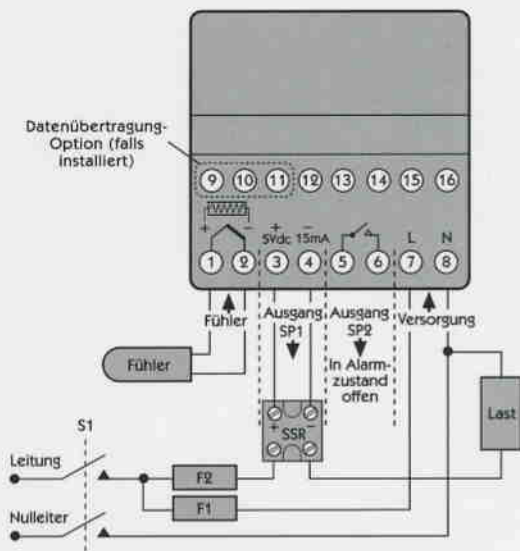 Datenübertragung-
Option (falls
installiert)
9 10 11 12 13 14 15 16
+ -
+ 5Vdc - 15mA L N
1 2 3 4 5 6 7 8
Fühler
Ausgang
SP1
Ausgang
SP2
Versorgung
In Alarm-
zustand
offen
Fühler
+ SSR -
Last
S1
Leitung
F2
F1
Nulleiter